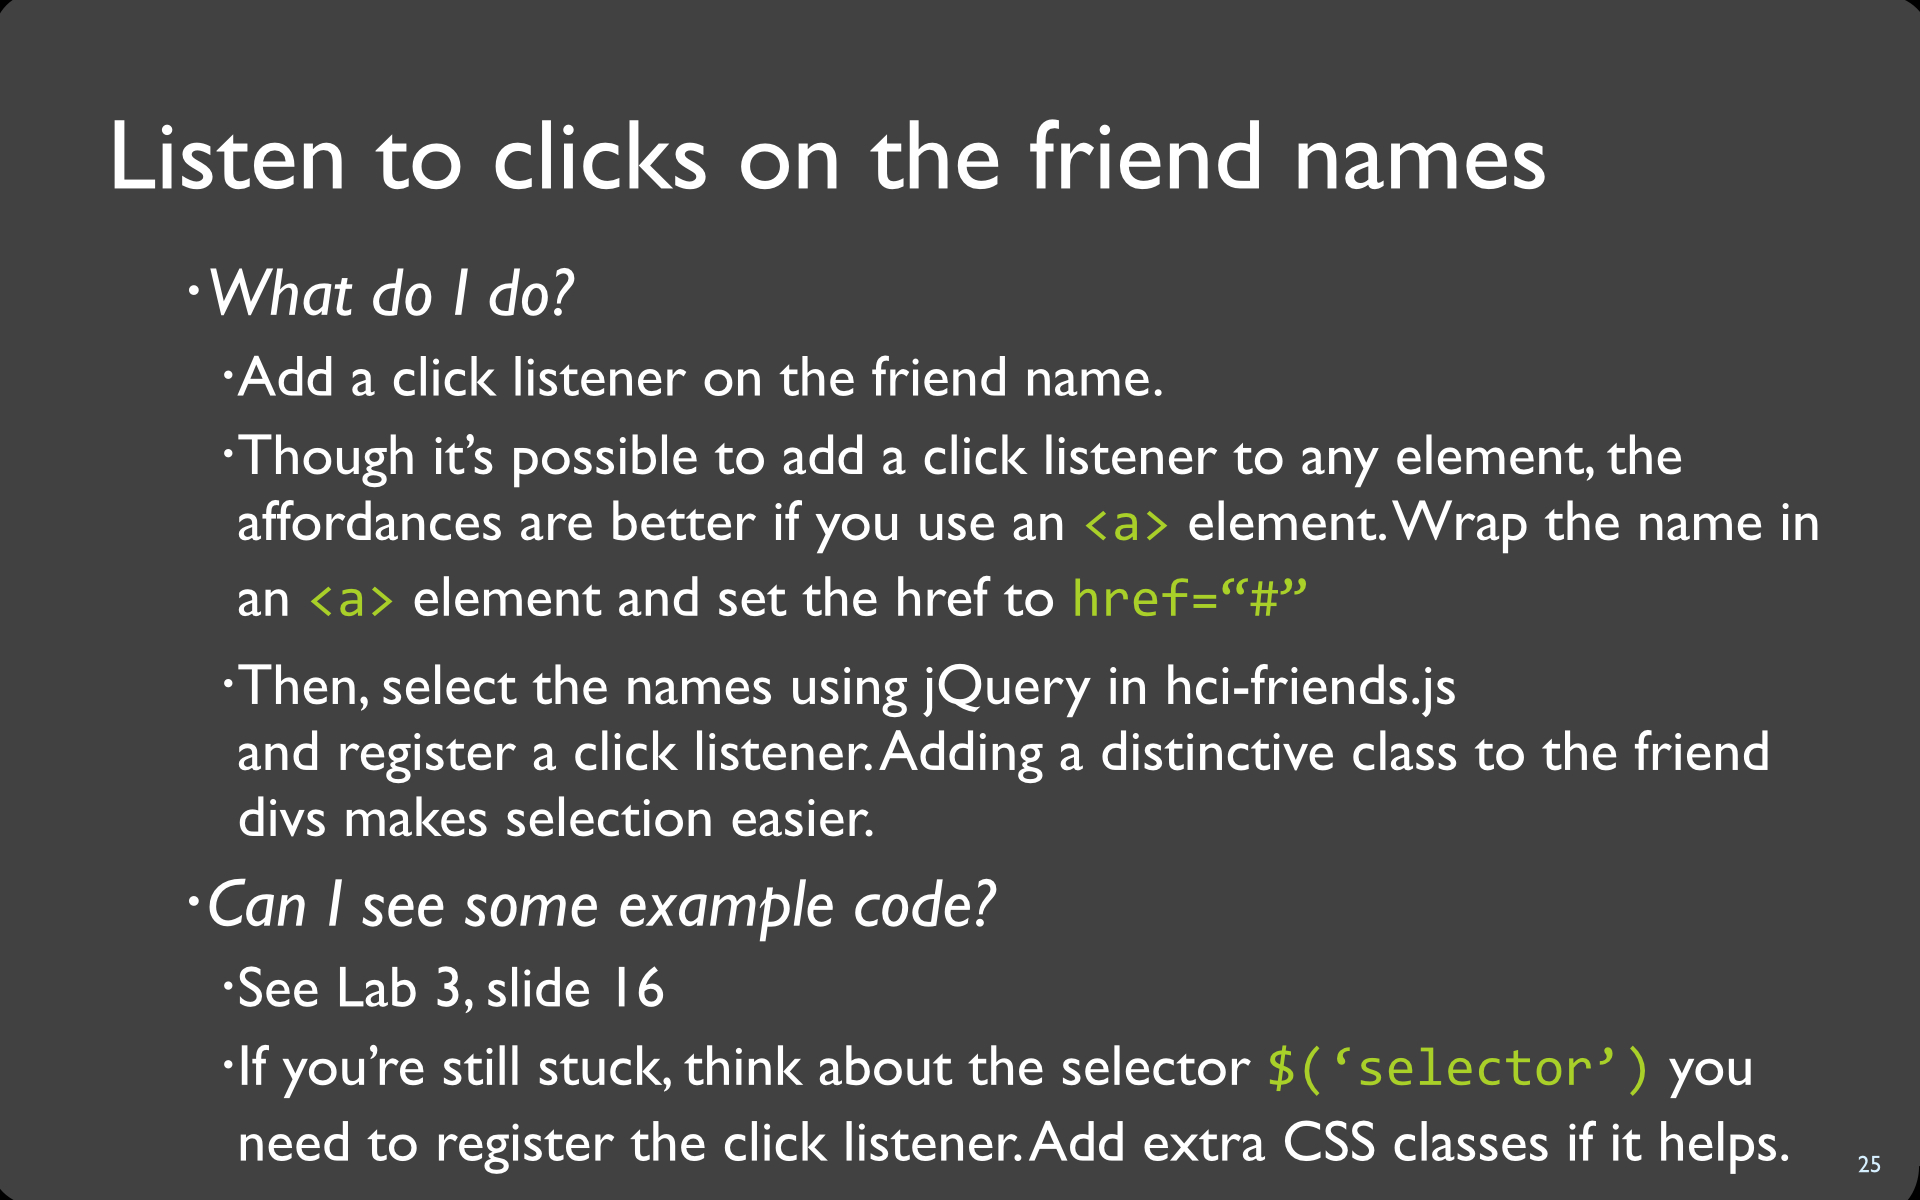 Listen to clicks on the friend names
·What do I do?
·Add a click listener on the friend name.
·Though it’s possible to add a click listener to any element, the
affordances are better if you use an <a> element. Wrap the name in
an <a> element and set the href to href=“#”
·Then, select the names using jQuery in hci-friends.js
and register a click listener. Adding a distinctive class to the friend
divs makes selection easier.
·Can I see some example code?
·See Lab 3, slide 16
·If you’re still stuck, think about the selector $(‘selector’) you
need to register the click listener. Add extra CSS classes if it helps.
25